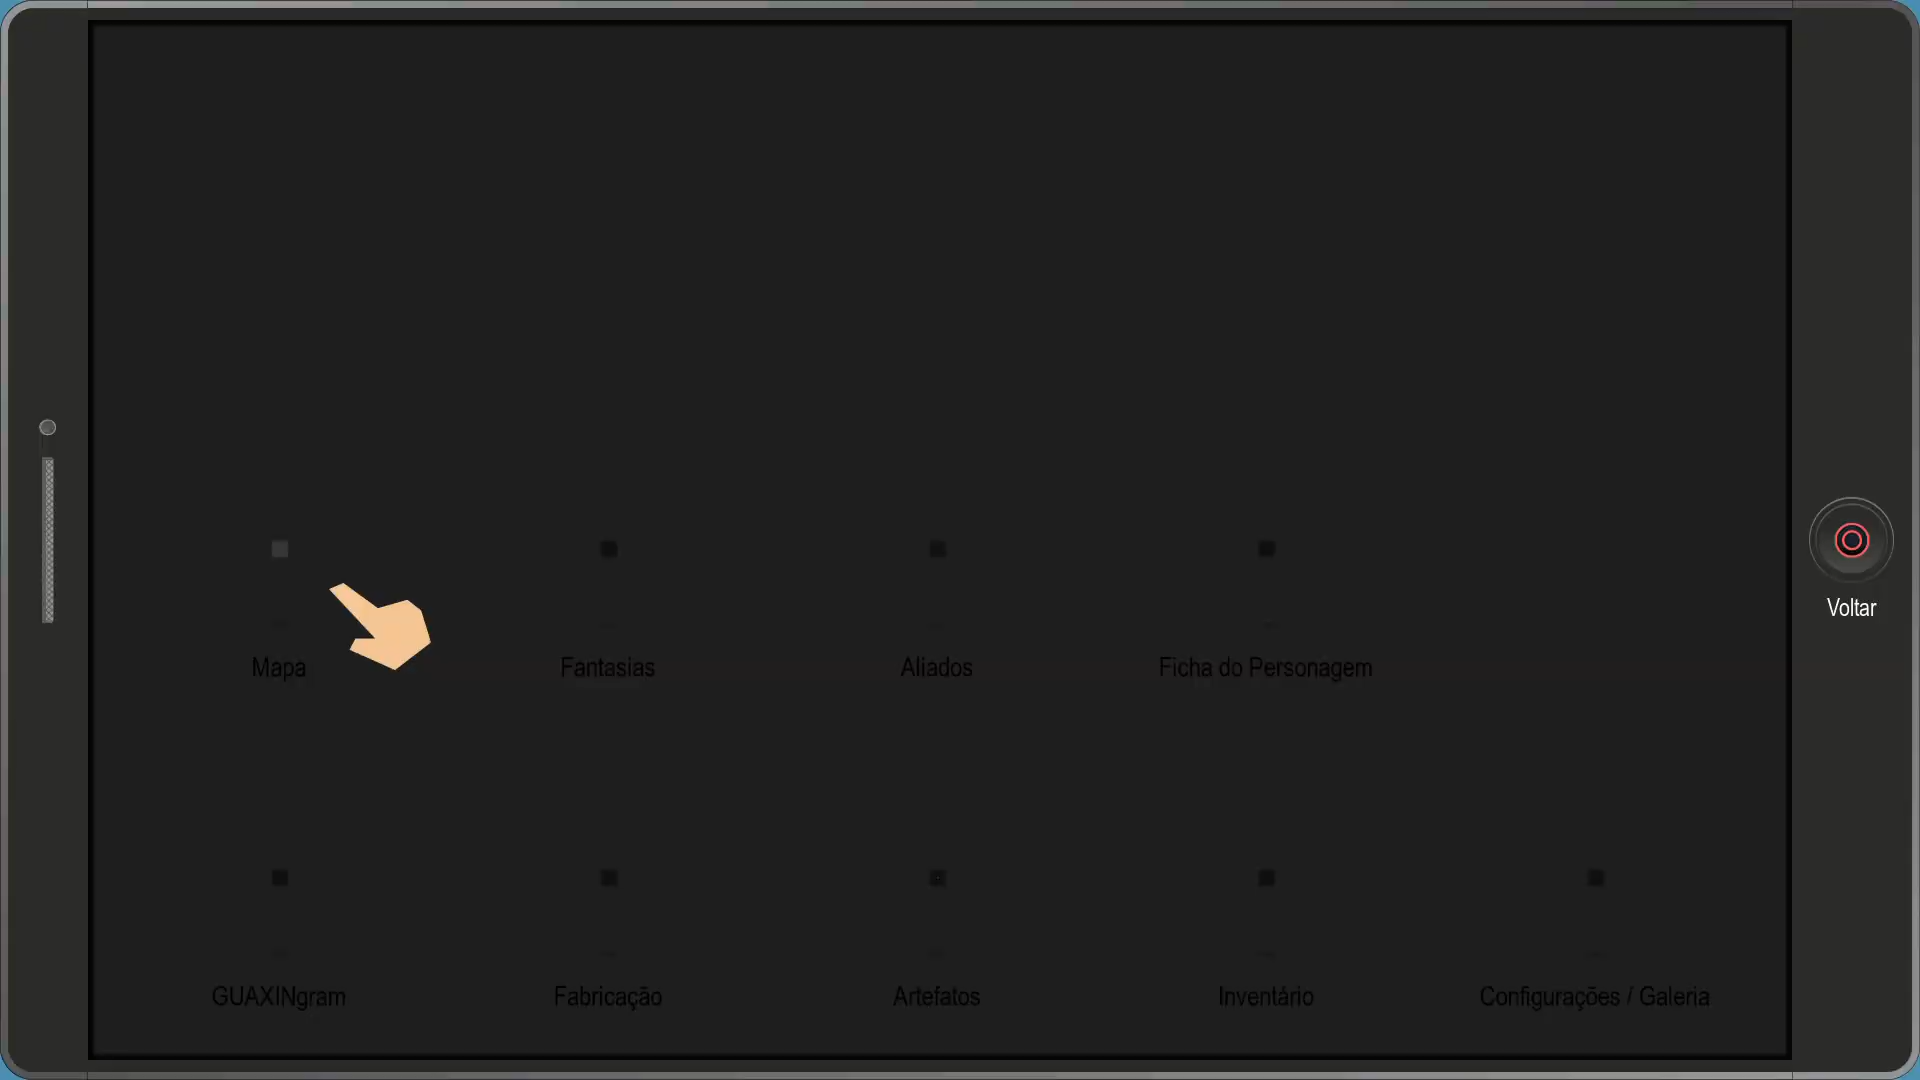 Voltar
Mapa
Fantasias
Aliados
Ficha do Personagem
GUAXINgram
Fabricação
Artefatos
Inventário
Configurações / Galeria